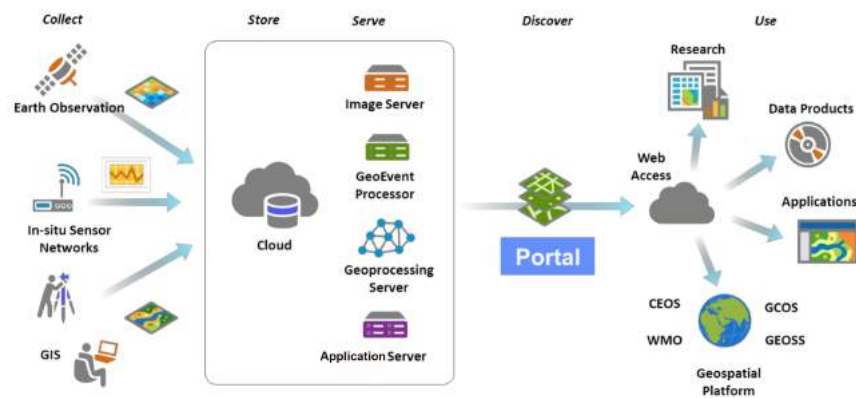 Collect
Store
Serve
Discover
Use
Earth Observation
In-situ Sensor
Networks
GIS
Cloud
Image Server
GeoEvent
Processor
Geoprocessing
Server
Application Server
Portal
Web
Access
Research
Data Products
Applications
CEOS
GCOS
WMO
GEOSS
Geospatial
Platform